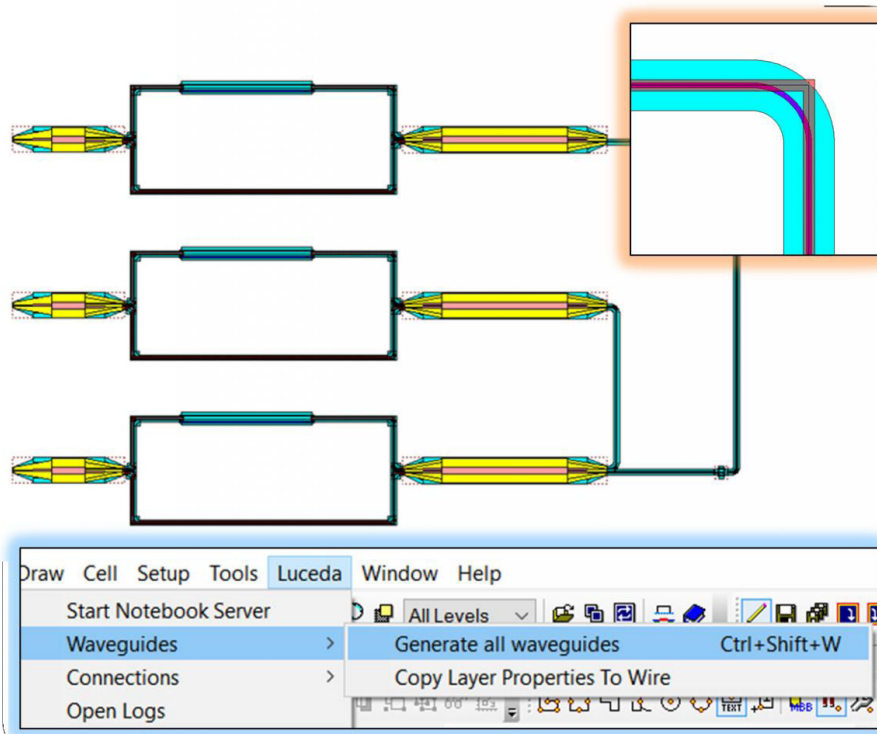 Draw Cell Setup Tools Luceda Window Help
Start Notebook Server
All Levels
Waveguides >
Generate all waveguides Ctrl+Shift+W
Connections >
Copy Layer Properties To Wire
Open Logs
TEXT
MBB